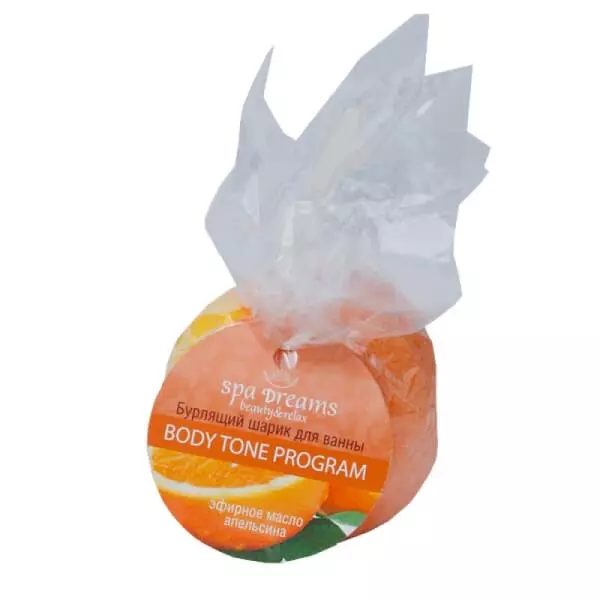 spa Dreams
beauty&relax
Бурлящий шарик для ванны
BODY TONE PROGRAM
эфирное масло
апельсина